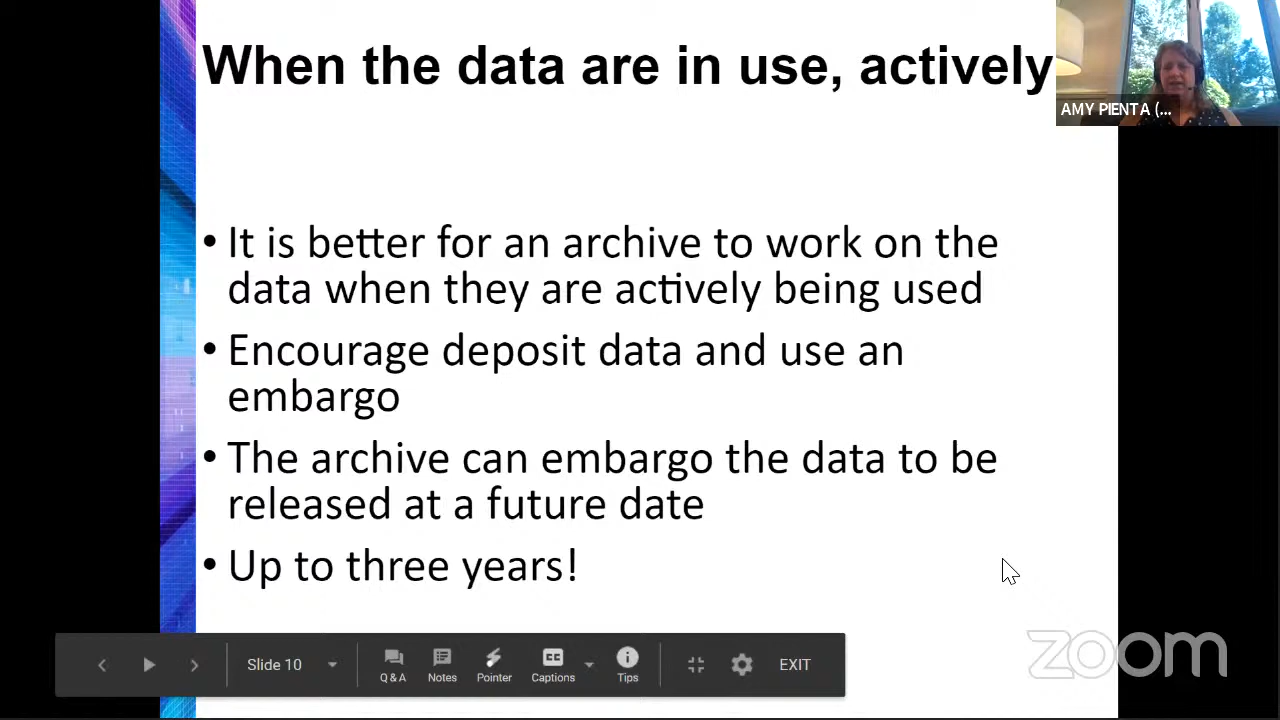 When the data are in use, actively
AMY PIENTA (...
• It is better for an archive to work on the
data when they are actively being used
• Encourage deposit data and use an
embargo
• The archive can embargo the data to be
released at a future date
• Up to three years!
Slide 10
Q & A
Notes
Pointer
CC
Captions
Tips
EXIT
zoom